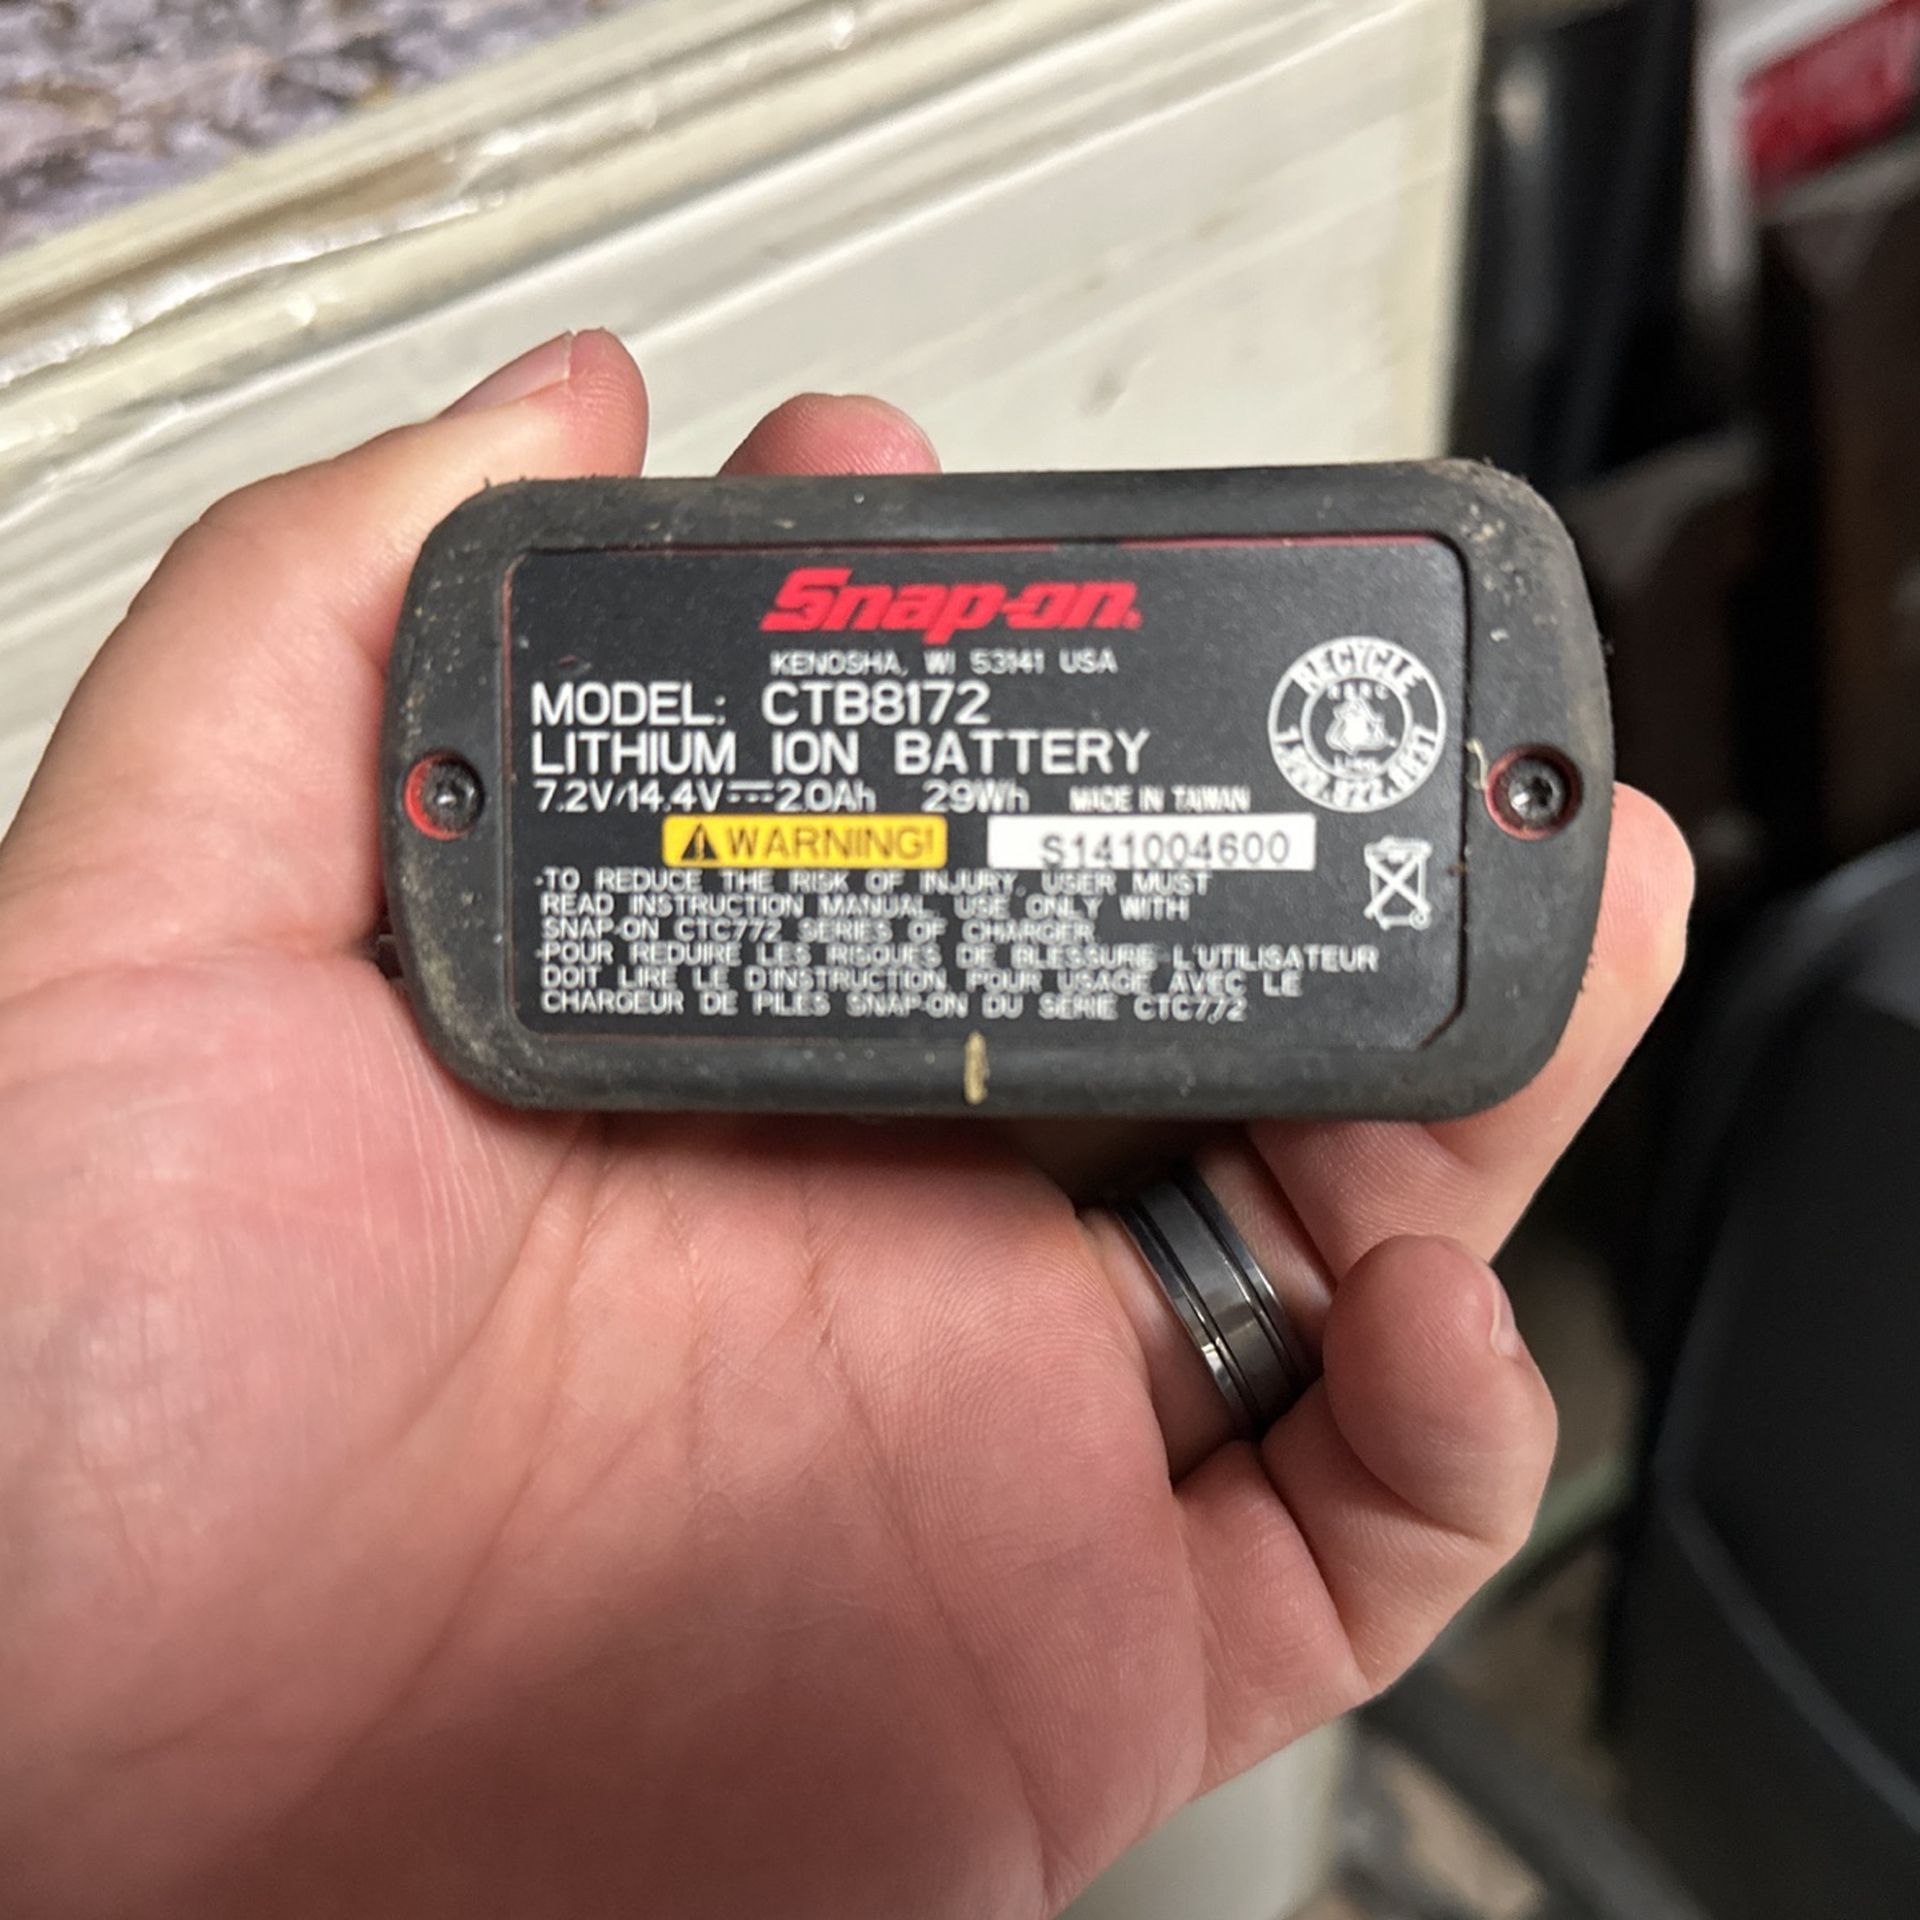 Snap-on®
KENOSHA, WI 53141 USA
MODEL: CTB8172
LITHIUM ION BATTERY
7.2V/14.4V 2.0Ah 29Wh MADE IN TAIWAN
WARNING!
S141004600
-TO REDUCE THE RISK OF INJURY, USER MUST
READ INSTRUCTION MANUAL, USE ONLY WITH
SNAP-ON CTC772 SERIES OF CHARGER.
-POUR REDUIRE LES RISQUES DE BLESSURE L'UTILISATEUR
DOIT LIRE LE D'INSTRUCTION. POUR USAGE AVEC LE
CHARGEUR DE PILES SNAP-ON DU SERIE CTC772
RECYCLE